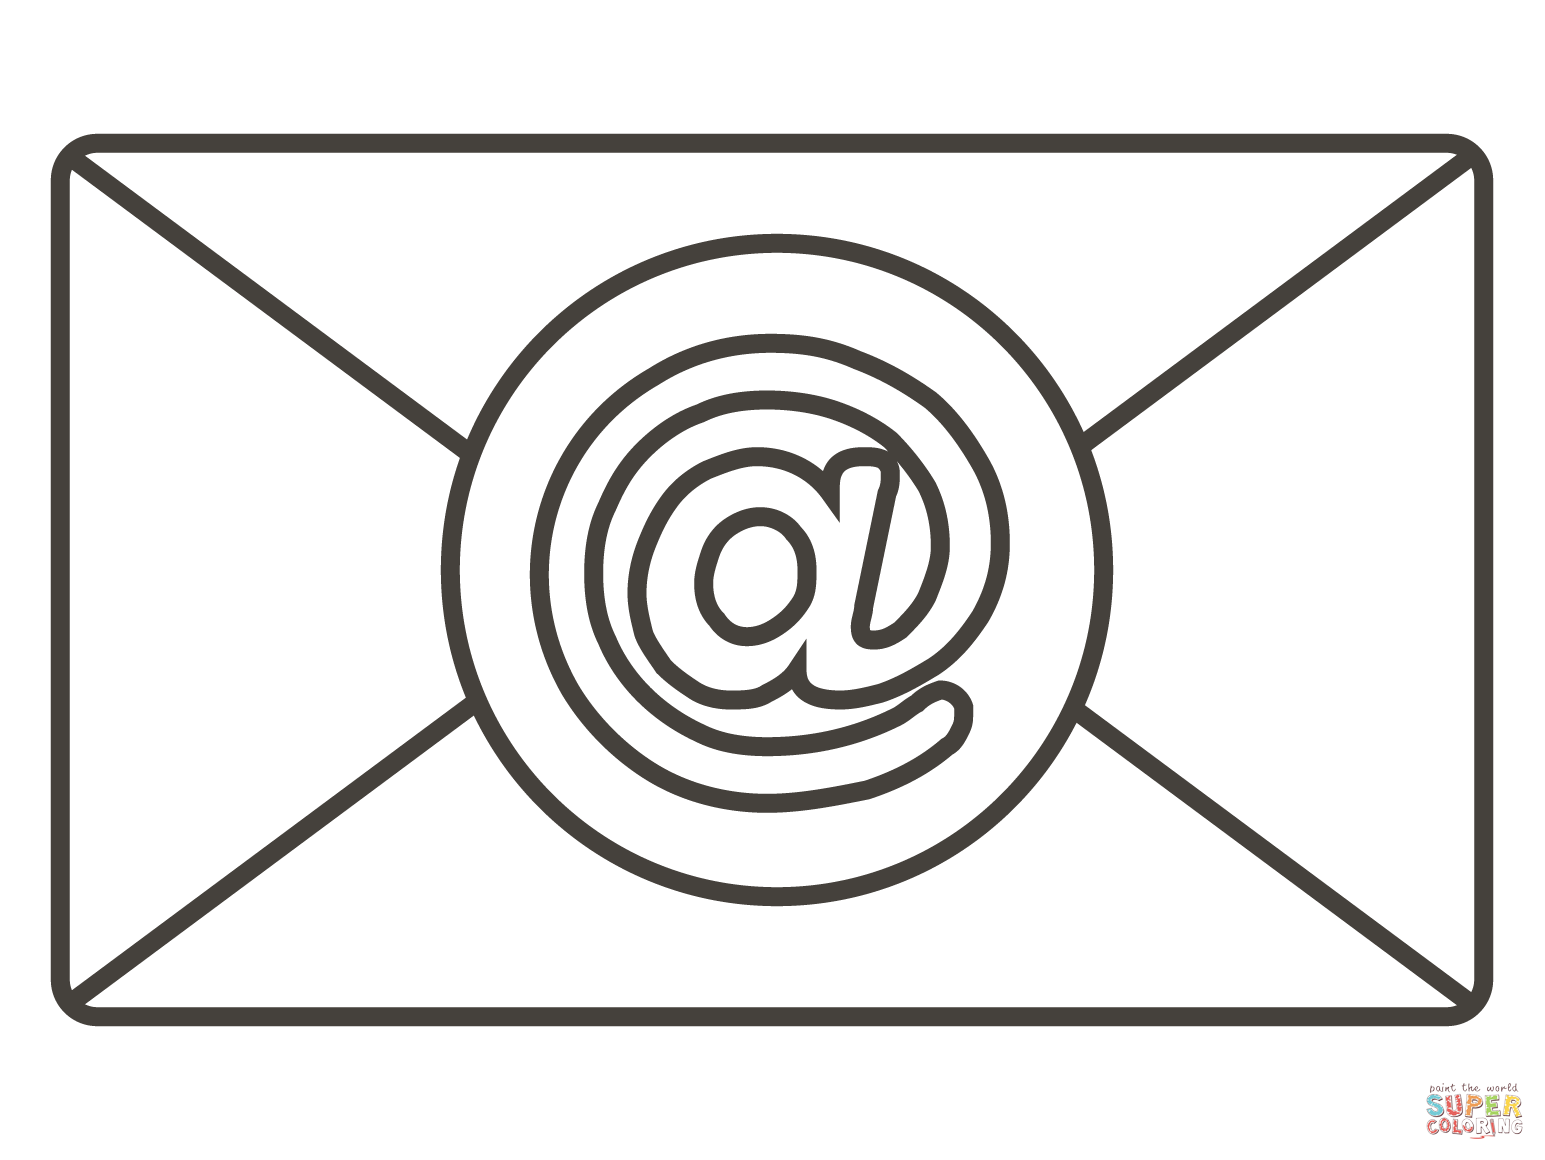 @
paint the world
SUPER
COLORING